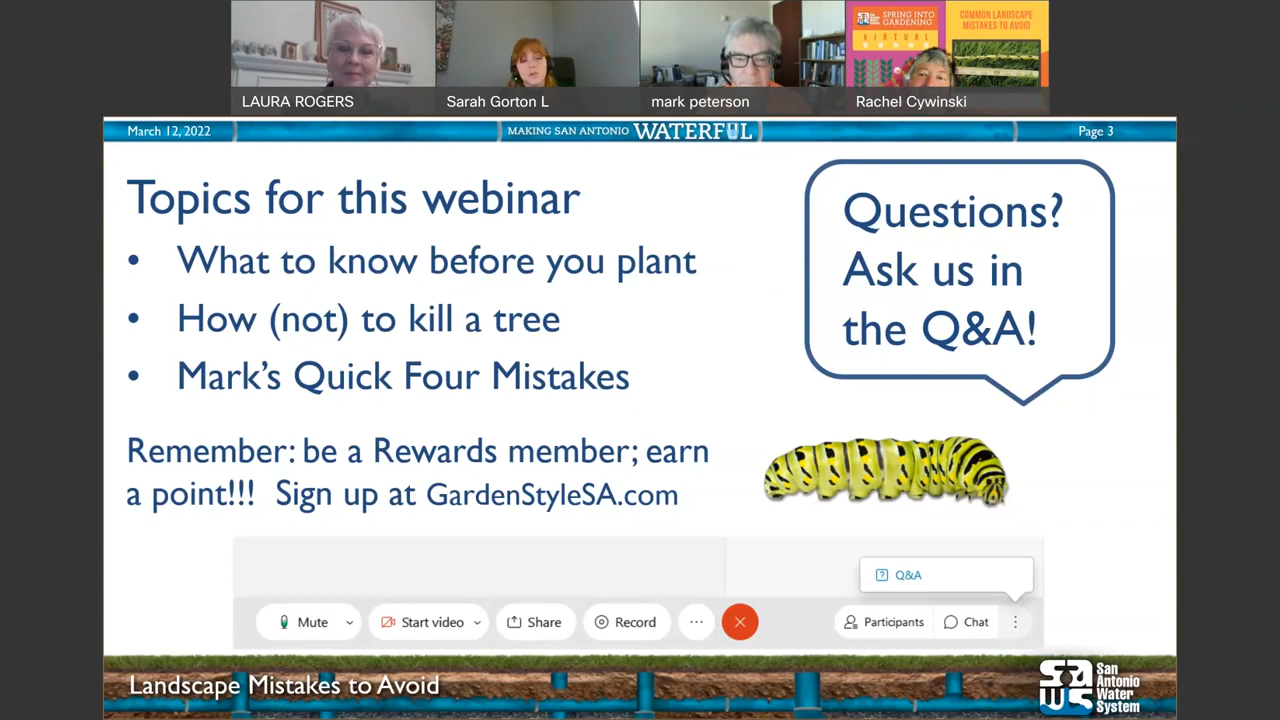 SPRING INTO
GARDENING
VIRTUAL
COMMON LANDSCAPE
MISTAKES TO AVOID
LAURA ROGERS
Sarah Gorton L
mark peterson
Rachel Cywinski
March 12, 2022
MAKING SAN ANTONIO WATERFUL
Page 3
Topics for this webinar
• What to know before you plant
• How (not) to kill a tree
• Mark’s Quick Four Mistakes
Questions?
Ask us in
the Q&A!
Remember: be a Rewards member; earn
a point!!! Sign up at GardenStyleSA.com
Q&A
Mute
Start video
Share
Record
Participants
Chat
Landscape Mistakes to Avoid
SAWS
San
Antonio
Water
System